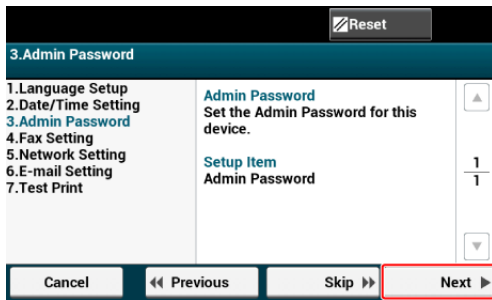 Reset
3.Admin Password
1.Language Setup
2.Date/Time Setting
3.Admin Password
4.Fax Setting
5.Network Setting
6.E-mail Setting
7.Test Print
Admin Password
Set the Admin Password for this
device.
Setup Item
Admin Password
1
1
Cancel
Previous
Skip
Next